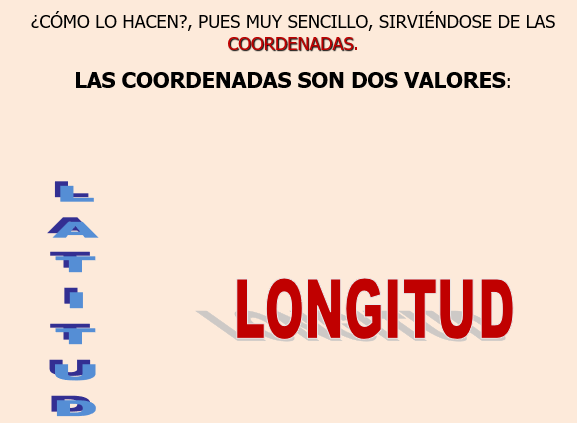 ¿CÓMO LO HACEN?, PUES MUY SENCILLO, SIRVIÉNDOSE DE LAS
COORDENADAS.
LAS COORDENADAS SON DOS VALORES:
LATITUD
LONGITUD